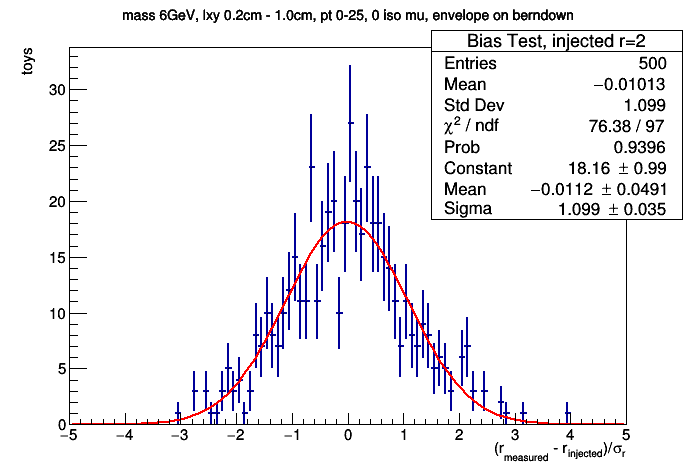 mass 6GeV, lxy 0.2cm - 1.0cm, pt 0-25, 0 iso mu, envelope on berndown
Bias Test, injected r=2
Entries 500
Mean −0.01013
Std Dev 1.099
χ² / ndf 76.38 / 97
Prob 0.9396
Constant 18.16 ± 0.99
Mean −0.0112 ± 0.0491
Sigma 1.099 ± 0.035
toys
30
25
20
15
10
5
0
−5 −4 −3 −2 −1 0 1 2 3 4 5
(r_measured - r_injected)/σ_r